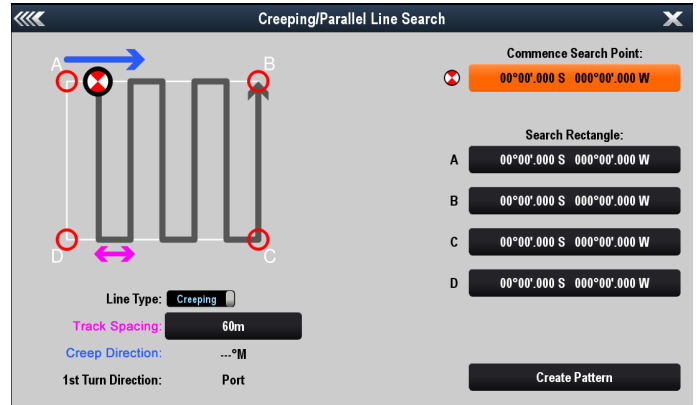 Creeping/Parallel Line Search
X
A
B
D
C
Line Type: Creeping
Track Spacing: 60m
Creep Direction: ---°M
1st Turn Direction: Port
Commence Search Point:
00°00'.000 S 000°00'.000 W
Search Rectangle:
A 00°00'.000 S 000°00'.000 W
B 00°00'.000 S 000°00'.000 W
C 00°00'.000 S 000°00'.000 W
D 00°00'.000 S 000°00'.000 W
Create Pattern